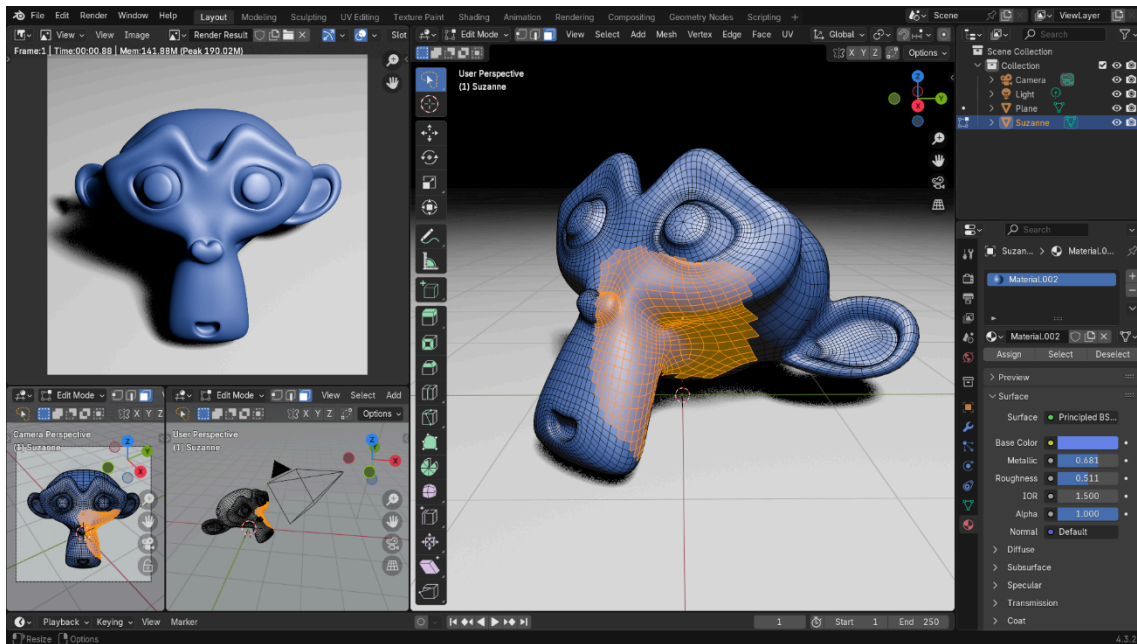 File Edit Render Window Help Layout Modeling Sculpting UV Editing Texture Paint Shading Animation Rendering Compositing Geometry Nodes Scripting + Scene ViewLayer
View View Image Render Result Slot
Frame:1 | Time:00:00.88 | Mem:141.88M (Peak 190.02M)
Edit Mode View Select Add Mesh Vertex Edge Face UV Global
X Y Z Options
User Perspective
(1) Suzanne
Z
Y
X
Edit Mode
X Y Z
Camera Perspective
(1) Suzanne
Z
Y
X
Edit Mode View Select Add
X Y Z Options
User Perspective
(1) Suzanne
Z
Y
X
Search
Scene Collection
Collection
Camera
Light
Plane
Suzanne
Search
Suzan... > Material.0...
Material.002
Material.002
Assign Select Deselect
Preview
Surface
Surface Principled BS...
Base Color
Metallic 0.681
Roughness 0.511
IOR 1.500
Alpha 1.000
Normal Default
Diffuse
Subsurface
Specular
Transmission
Coat
Playback Keying View Marker 1 Start 1 End 250
Resize Options 4.3.2